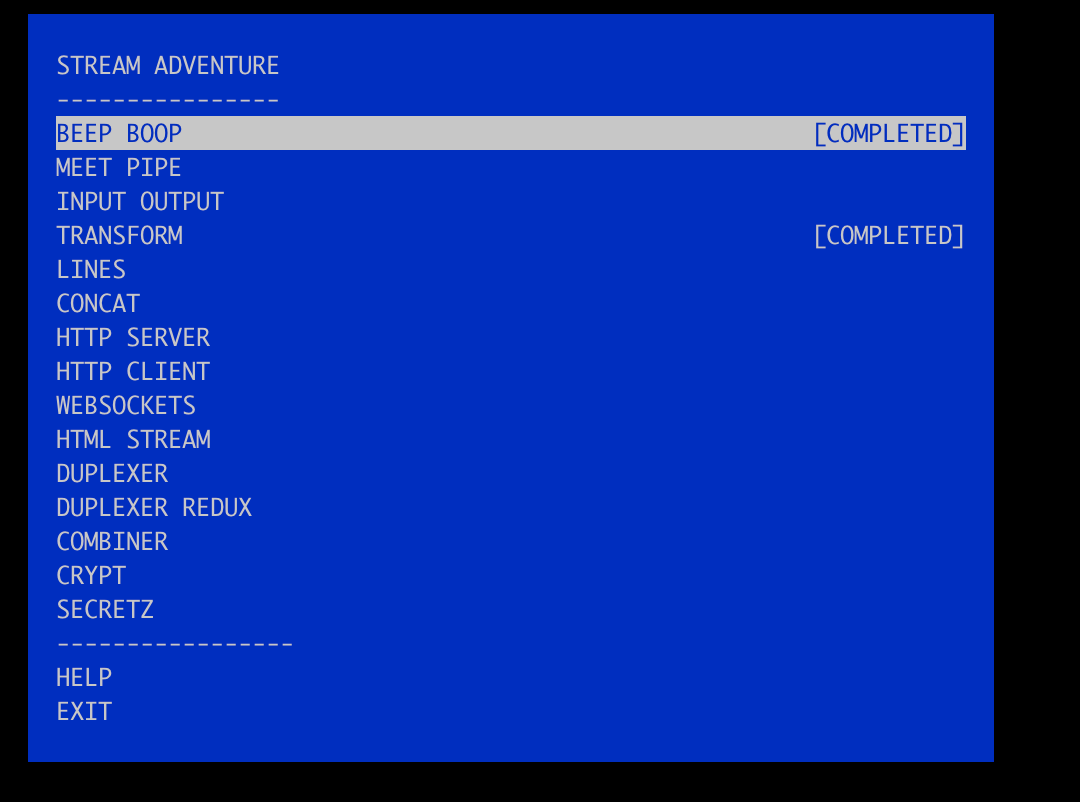 STREAM ADVENTURE
----------------
BEEP BOOP [COMPLETED]
MEET PIPE
INPUT OUTPUT
TRANSFORM [COMPLETED]
LINES
CONCAT
HTTP SERVER
HTTP CLIENT
WEBSOCKETS
HTML STREAM
DUPLEXER
DUPLEXER REDUX
COMBINER
CRYPT
SECRETZ
-----------------
HELP
EXIT